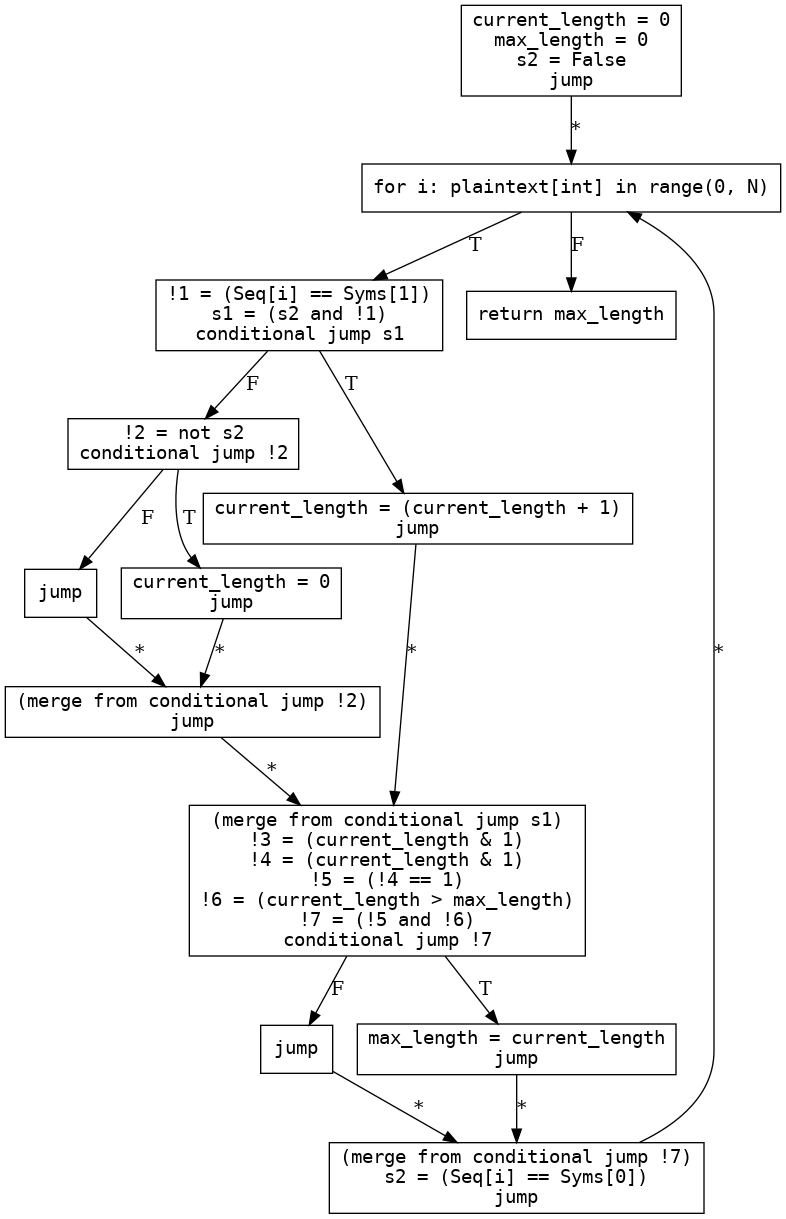 current_length = 0
max_length = 0
s2 = False
jump
*
for i: plaintext[int] in range(0, N)
T
F
!1 = (Seq[i] == Syms[1])
s1 = (s2 and !1)
conditional jump s1
return max_length
F
T
!2 = not s2
conditional jump !2
current_length = (current_length + 1)
jump
F
T
jump
current_length = 0
jump
*
*
*
*
(merge from conditional jump !2)
jump
*
(merge from conditional jump s1)
!3 = (current_length & 1)
!4 = (current_length & 1)
!5 = (!4 == 1)
!6 = (current_length > max_length)
!7 = (!5 and !6)
conditional jump !7
F
T
jump
max_length = current_length
jump
*
*
(merge from conditional jump !7)
s2 = (Seq[i] == Syms[0])
jump